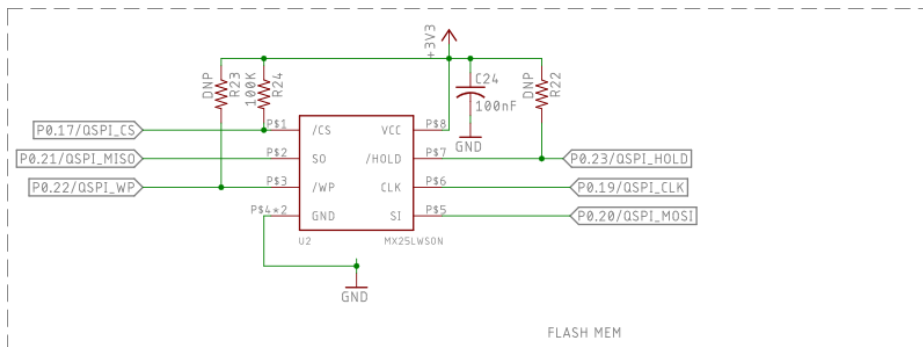 +3V3
DNP
R23
100K
R24
C24
100nF
DNP
R22
GND
P0.17/QSPI_CS
P$1
/CS
VCC
P$8
P0.21/QSPI_MISO
P$2
SO
/HOLD
P$7
P0.23/QSPI_HOLD
P0.22/QSPI_WP
P$3
/WP
CLK
P$6
P0.19/QSPI_CLK
P$4*2
GND
SI
P$5
P0.20/QSPI_MOSI
U2
MX25LWSON
GND
FLASH MEM